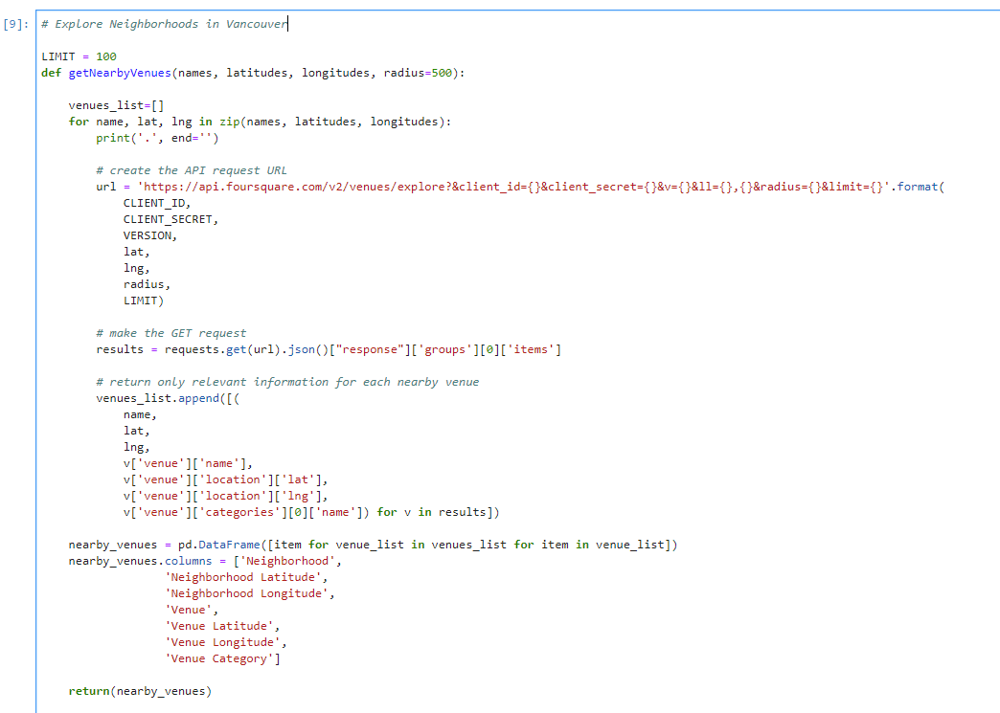 [9]: # Explore Neighborhoods in Vancouver
LIMIT = 100
def getNearbyVenues(names, latitudes, longitudes, radius=500):
venues_list=[]
for name, lat, lng in zip(names, latitudes, longitudes):
print('.', end='')
# create the API request URL
url = 'https://api.foursquare.com/v2/venues/explore?&client_id={}&client_secret={}&v={}&ll={},{}&radius={}&limit={}'.format(
CLIENT_ID,
CLIENT_SECRET,
VERSION,
lat,
lng,
radius,
LIMIT)
# make the GET request
results = requests.get(url).json()["response"]['groups'][0]['items']
# return only relevant information for each nearby venue
venues_list.append([(
name,
lat,
lng,
v['venue']['name'],
v['venue']['location']['lat'],
v['venue']['location']['lng'],
v['venue']['categories'][0]['name']) for v in results])
nearby_venues = pd.DataFrame([item for venue_list in venues_list for item in venue_list])
nearby_venues.columns = ['Neighborhood',
'Neighborhood Latitude',
'Neighborhood Longitude',
'Venue',
'Venue Latitude',
'Venue Longitude',
'Venue Category']
return(nearby_venues)